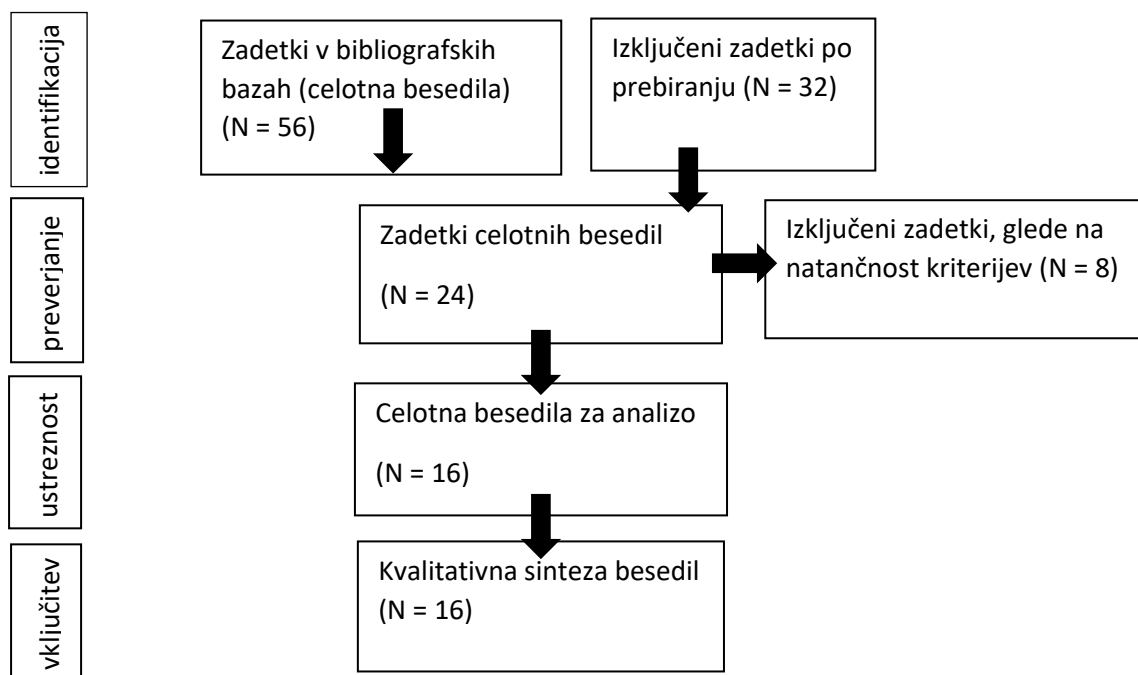 identifikacija
Zadetki v bibliografskih
bazah (celotna besedila)
(N = 56)
Izključeni zadetki po
prebiranju (N = 32)
preverjanje
Zadetki celotnih besedil
(N = 24)
Izključeni zadetki, glede na
natančnost kriterijev (N = 8)
ustreznost
Celotna besedila za analizo
(N = 16)
vključitev
Kvalitativna sinteza besedil
(N = 16)